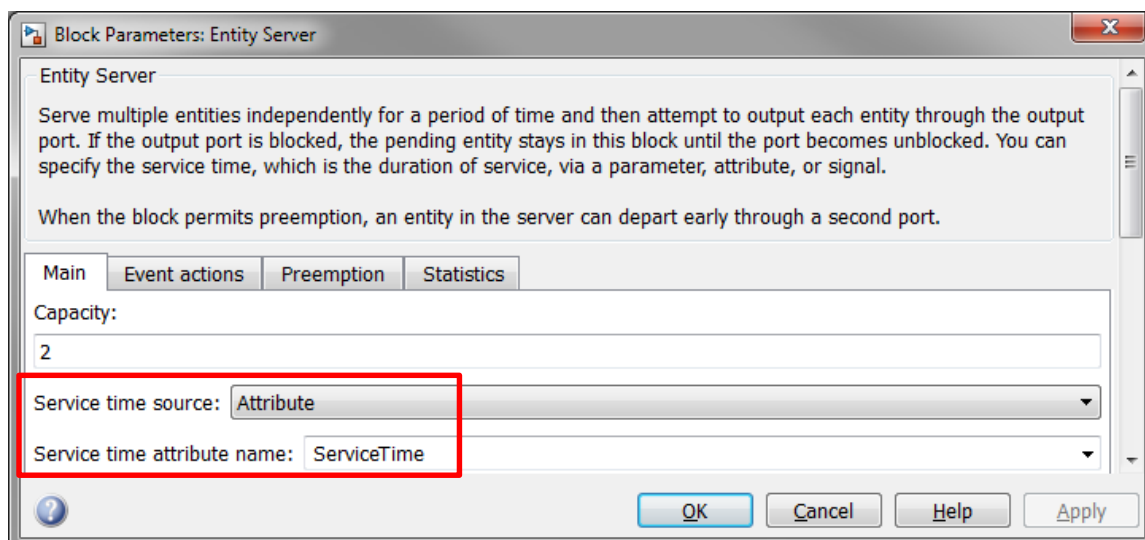 Block Parameters: Entity Server
X
Entity Server
Serve multiple entities independently for a period of time and then attempt to output each entity through the output
port. If the output port is blocked, the pending entity stays in this block until the port becomes unblocked. You can
specify the service time, which is the duration of service, via a parameter, attribute, or signal.
When the block permits preemption, an entity in the server can depart early through a second port.
Main Event actions Preemption Statistics
Capacity:
2
Service time source: Attribute
Service time attribute name: ServiceTime
? OK Cancel Help Apply